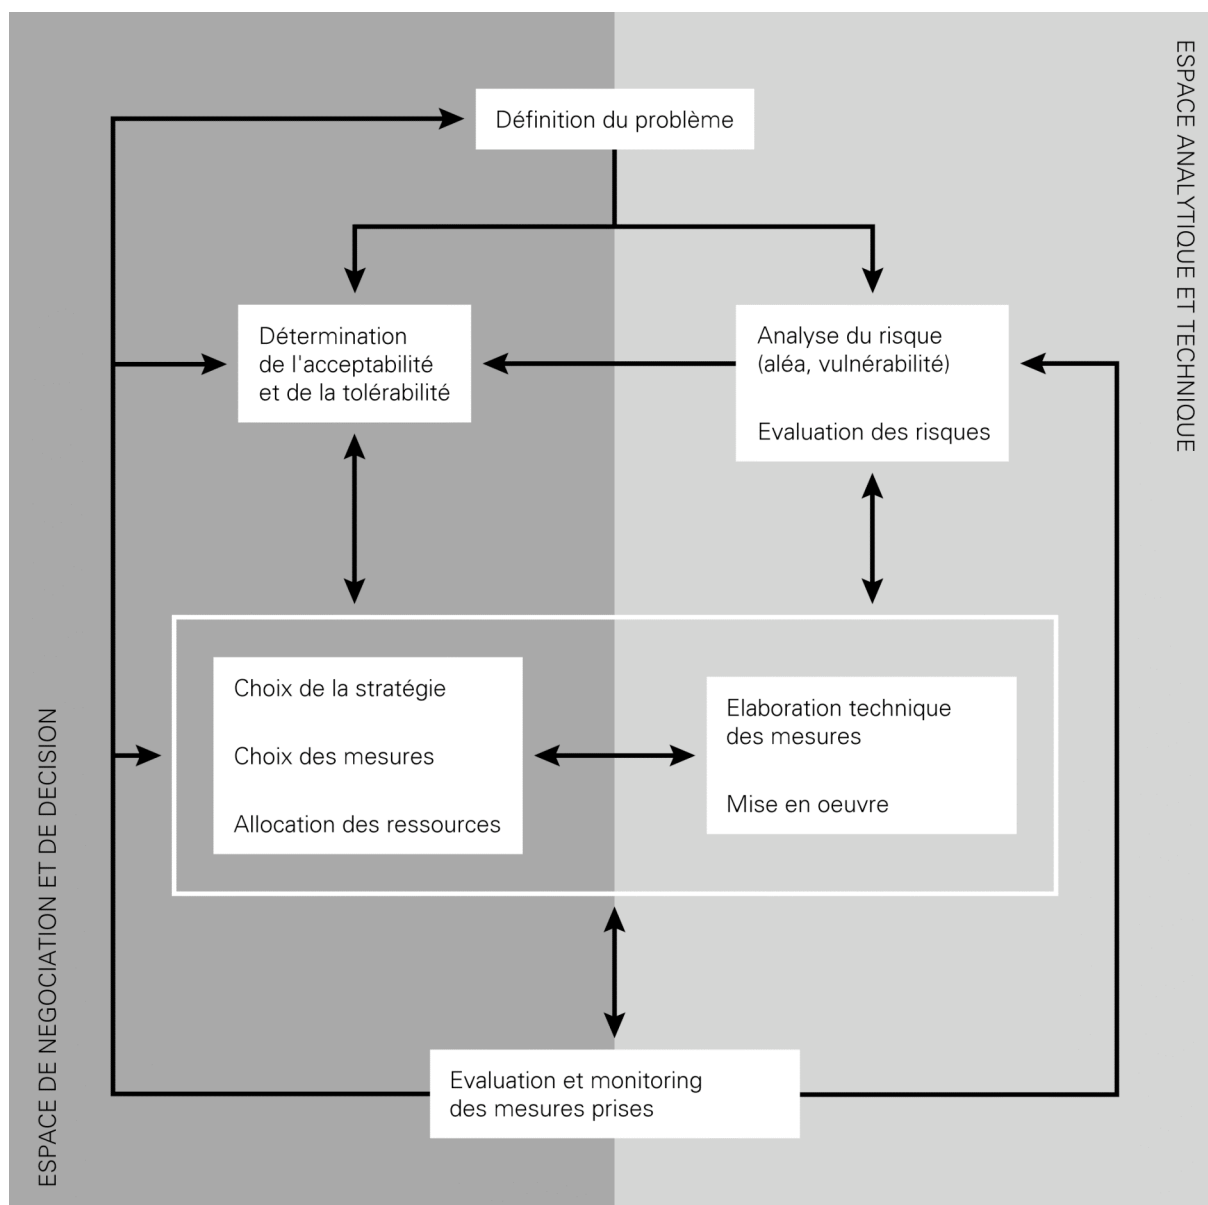 ESPACE ANALYTIQUE ET TECHNIQUE
Définition du problème
Détermination
de l'acceptabilité
et de la tolérabilité
Analyse du risque
(aléa, vulnérabilité)
Evaluation des risques
Choix de la stratégie
Choix des mesures
Allocation des ressources
Elaboration technique
des mesures
Mise en oeuvre
ESPACE DE NEGOCIATION ET DE DECISION
Evaluation et monitoring
des mesures prises